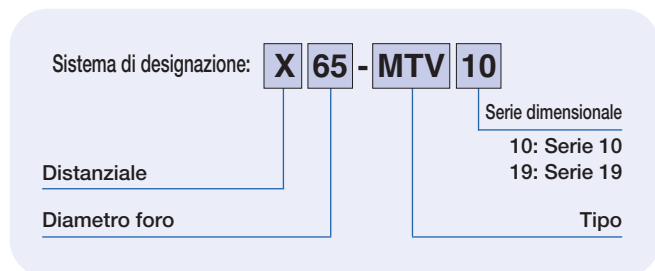 Sistema di designazione: X 65 - MTV 10
Serie dimensionale
10: Serie 10
19: Serie 19
Distanziale
Diametro foro
Tipo